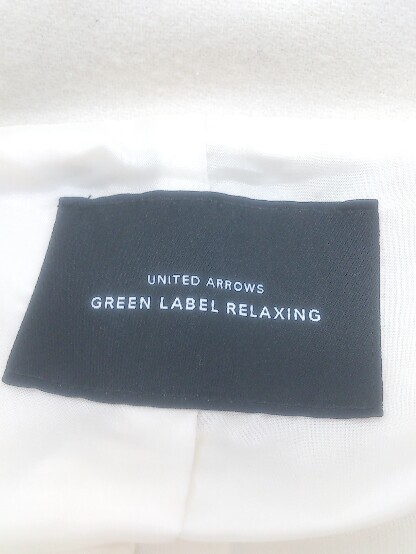 UNITED ARROWS
GREEN LABEL RELAXING